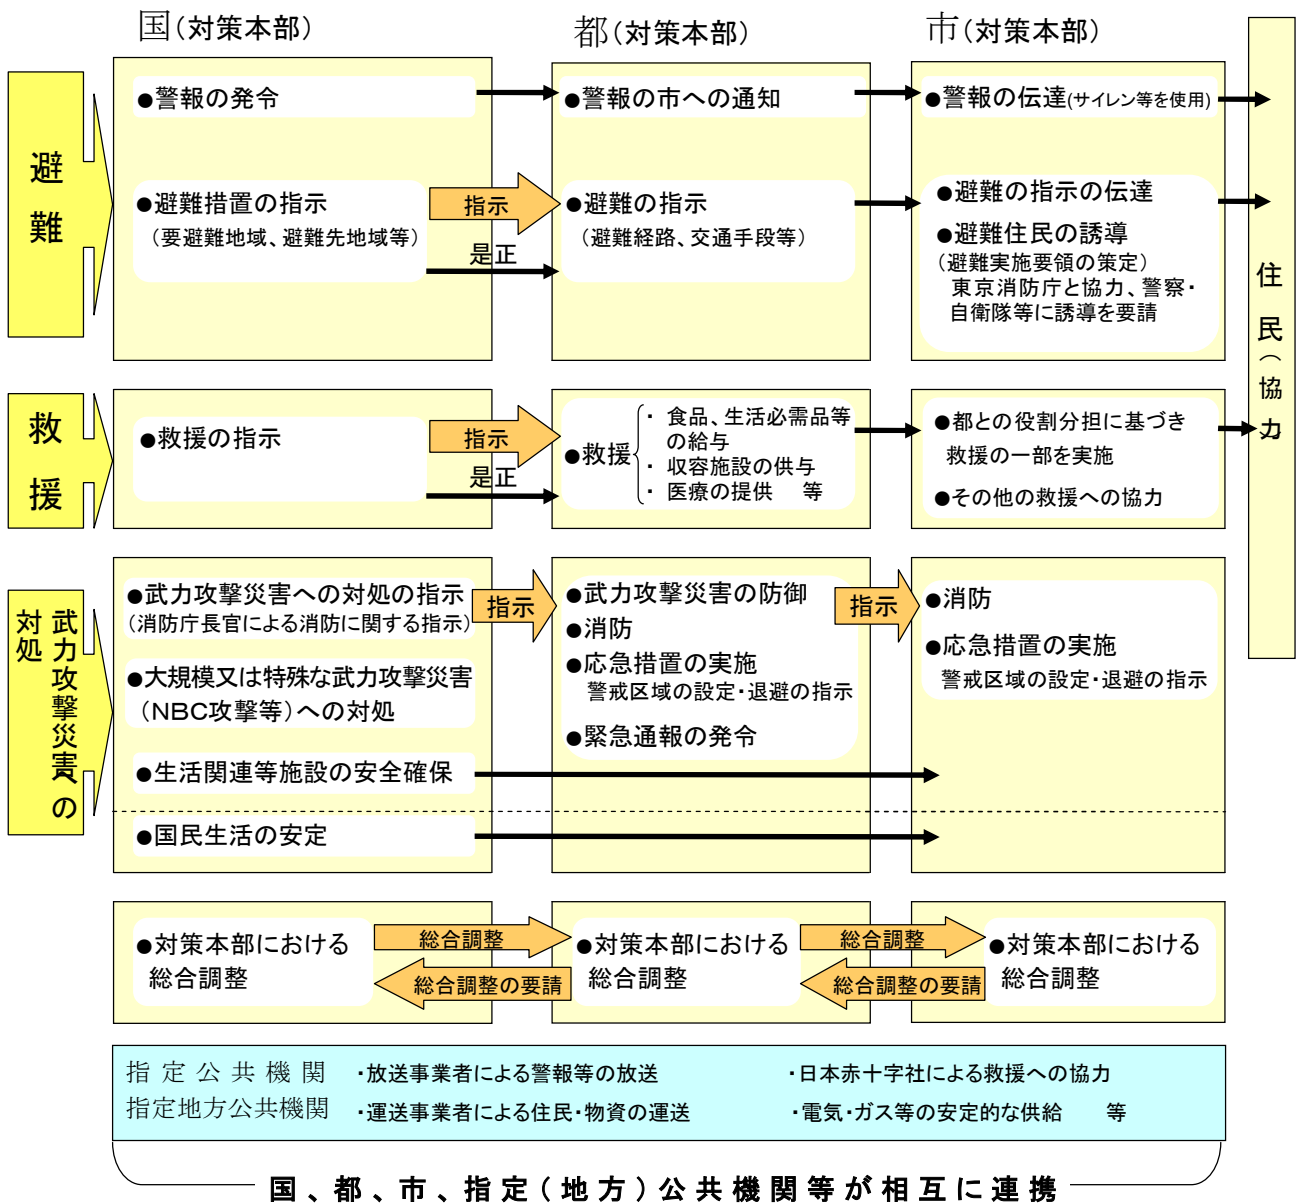 国(対策本部)
都(対策本部)
市(対策本部)
避難
●警報の発令
●警報の市への通知
●警報の伝達(サイレン等を使用)
●避難措置の指示
(要避難地域、避難先地域等)
指示
是正
●避難の指示
(避難経路、交通手段等)
●避難の指示の伝達
●避難住民の誘導
(避難実施要領の策定)
東京消防庁と協力、警察・
自衛隊等に誘導を要請
住民(協力)
救援
●救援の指示
指示
是正
●救援
・ 食品、生活必需品等
の給与
・ 収容施設の供与
・ 医療の提供 等
●都との役割分担に基づき
救援の一部を実施
●その他の救援への協力
武力攻撃災害への
対処
●武力攻撃災害への対処の指示
(消防庁長官による消防に関する指示)
指示
●大規模又は特殊な武力攻撃災害
(NBC攻撃等)への対処
●生活関連等施設の安全確保
●国民生活の安定
●武力攻撃災害の防御
●消防
●応急措置の実施
警戒区域の設定・退避の指示
●緊急通報の発令
指示
●消防
●応急措置の実施
警戒区域の設定・退避の指示
●対策本部における
総合調整
総合調整
総合調整の要請
●対策本部における
総合調整
総合調整
総合調整の要請
●対策本部における
総合調整
指定公共機関
指定地方公共機関
・放送事業者による警報等の放送
・日本赤十字社による救援への協力
・運送事業者による住民・物資の運送
・電気・ガス等の安定的な供給 等
国、都、市、指定(地方)公共機関等が相互に連携